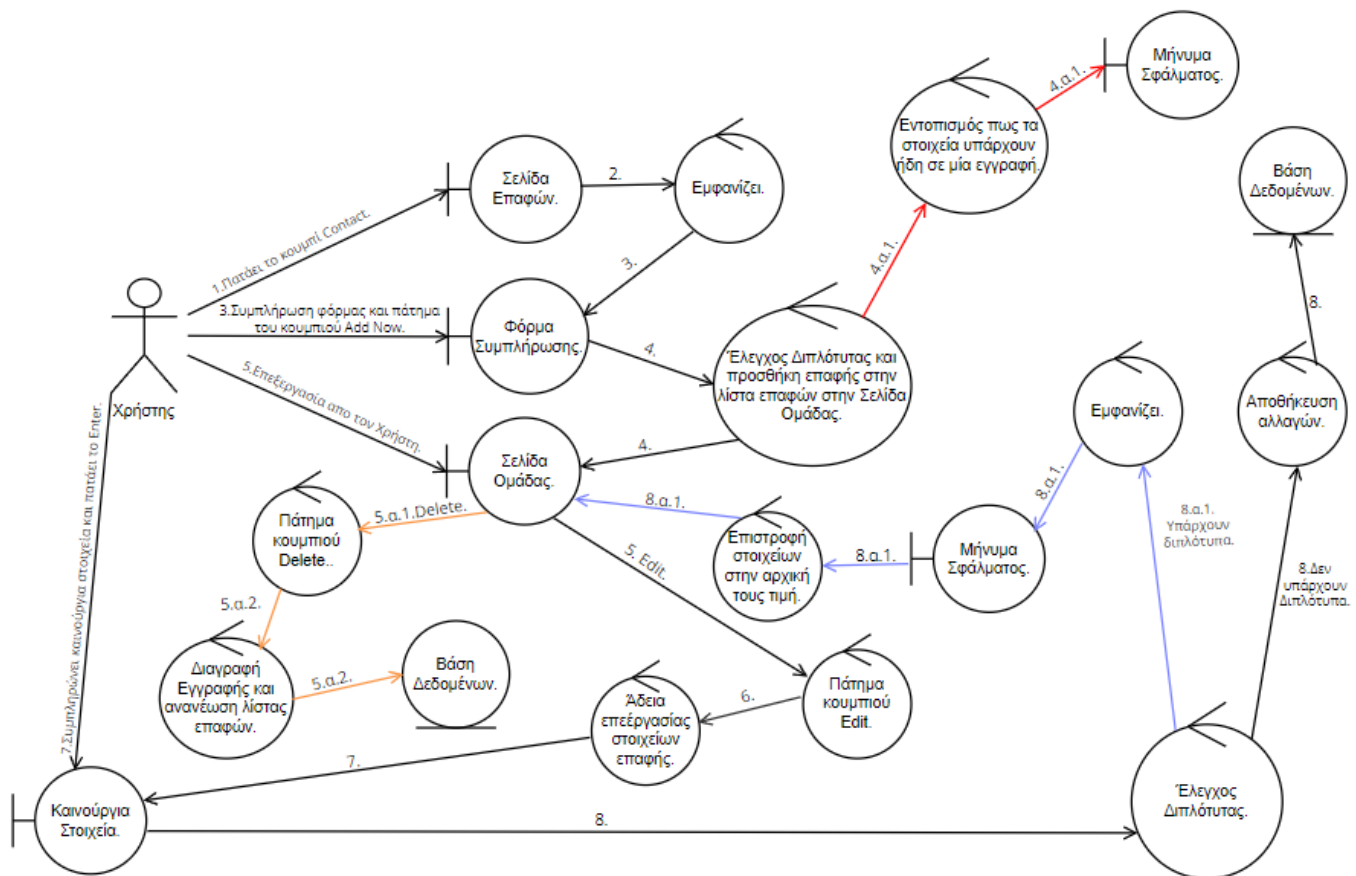 Μήνυμα
Σφάλματος.
4.α.1.
Εντοπισμός πως τα
στοιχεία υπάρχουν
ήδη σε μία εγγραφή.
Σελίδα
Επαφών.
2.
Εμφανίζει.
Βάση
Δεδομένων.
1.Πατάει το κουμπί Contact.
3.
4.α.1.
8.
3.Συμπλήρωση φόρμας και πάτημα
του κουμπιού Add Now.
Φόρμα
Συμπλήρωσης.
4.
Έλεγχος Διπλότυτας και
προσθήκη επαφής στην
λίστα επαφών στην Σελίδα
Ομάδας.
Χρήστης
5.Επεξεργασία απο τον Χρήστη.
Εμφανίζει.
Αποθήκευση
αλλαγών.
4.
Σελίδα
Ομάδας.
7.Συμπληρώνει καινούργια στοιχεία και πατάει το Enter.
5.α.1.Delete.
8.α.1.
8.α.1.
Πάτημα
κουμπιού
Delete..
5. Edit.
Επιστροφή
στοιχείων
στην αρχική
τους τιμή.
8.α.1.
Μήνυμα
Σφάλματος.
8.α.1.
Υπάρχουν
διπλότυπα.
8.Δεν
υπάρχουν
Διπλότυπα.
5.α.2.
Διαγραφή
Εγγραφής και
ανανέωση λίστας
επαφών.
5.α.2.
Βάση
Δεδομένων.
Άδεια
επεέργασίας
στοιχείων
επαφής.
6.
Πάτημα
κουμπιού
Edit.
7.
Καινούργια
Στοιχεία.
8.
Έλεγχος
Διπλότυτας.